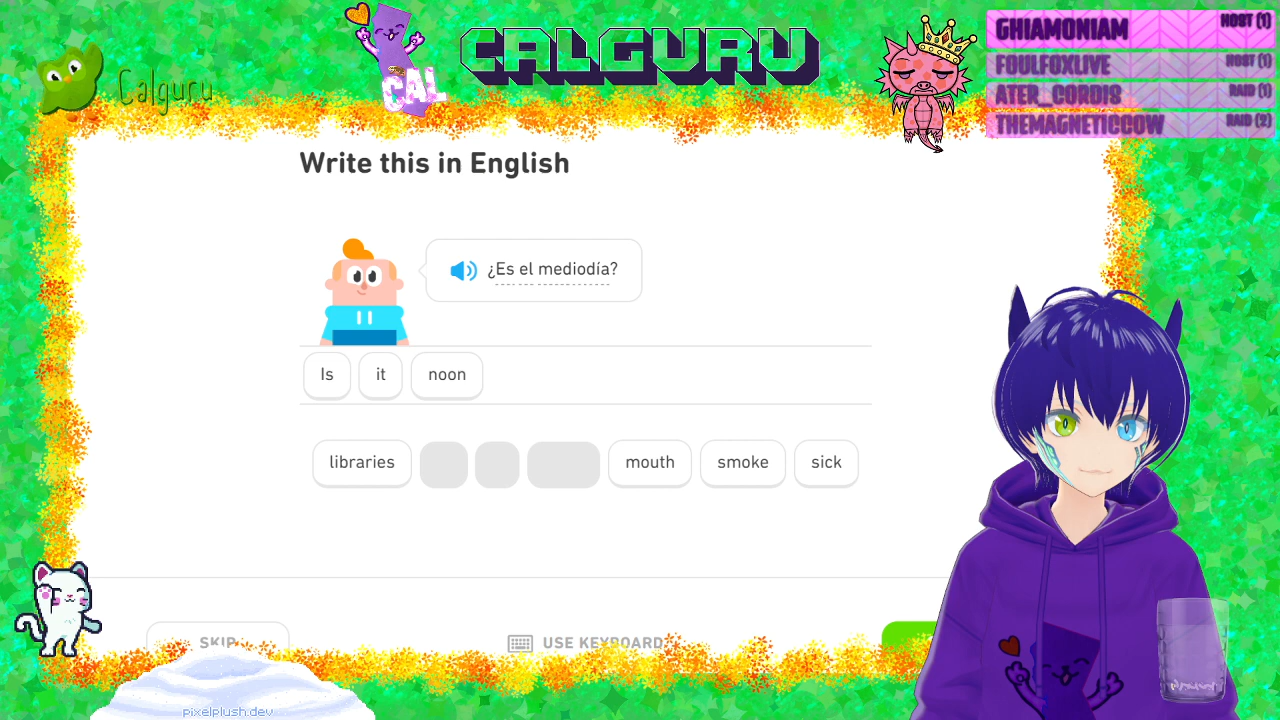 Calguru
CAL
CALGURU
GHIAMONIAM HOST (1)
FOULFOXLIVE HOST (1)
ATER_CORDIS RAID (1)
THEMAGNETICCOW RAID (2)
Write this in English
¿Es el mediodía?
Is it noon
libraries mouth smoke sick
SKIP USE KEYBOARD
pixelplush.dev